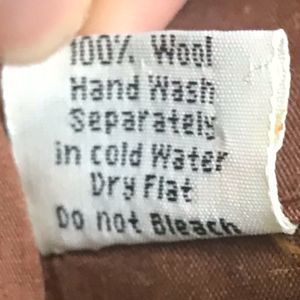 100% Wool
Hand Wash
Separately
in cold Water
Dry Flat
Do not Bleach